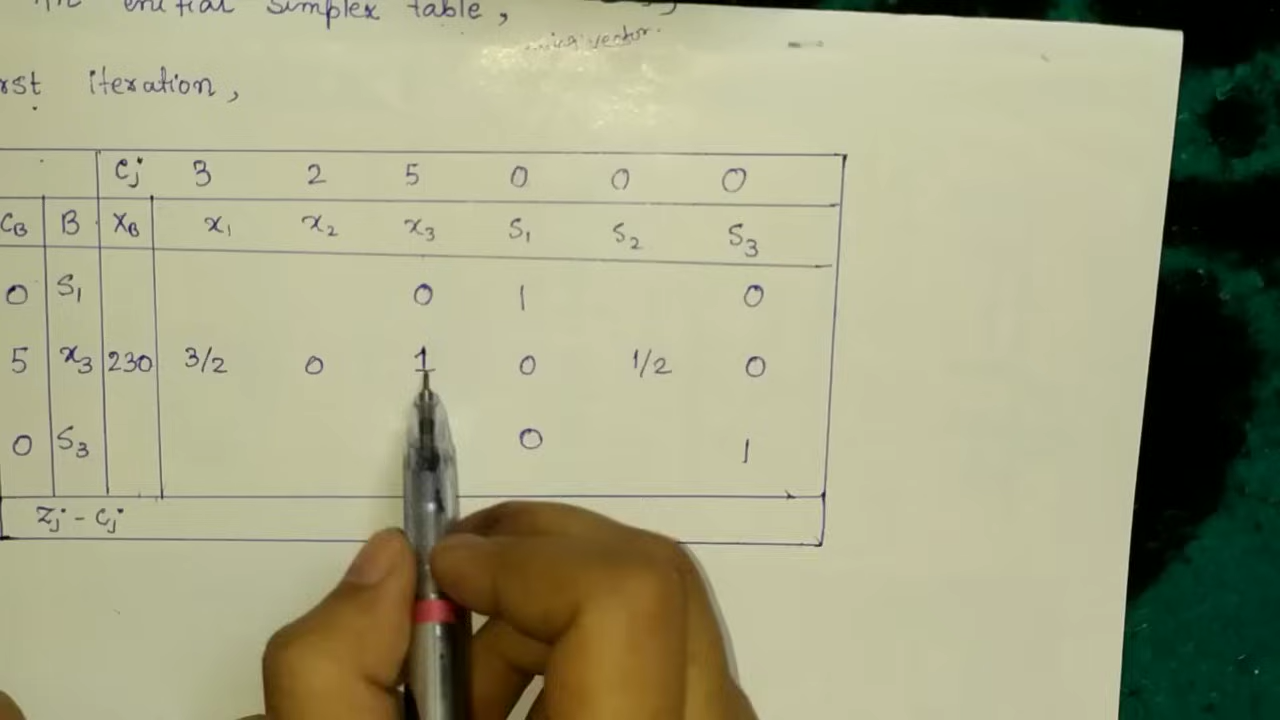 initial simplex table,
vector.
rst iteration,
Cj 3 2 5 0 0 0
CB B XB x1 x2 x3 S1 S2 S3
0 S1 0 1 0
5 x3 230 3/2 0 1 0 1/2 0
0 S3 0 1
Zj - Cj